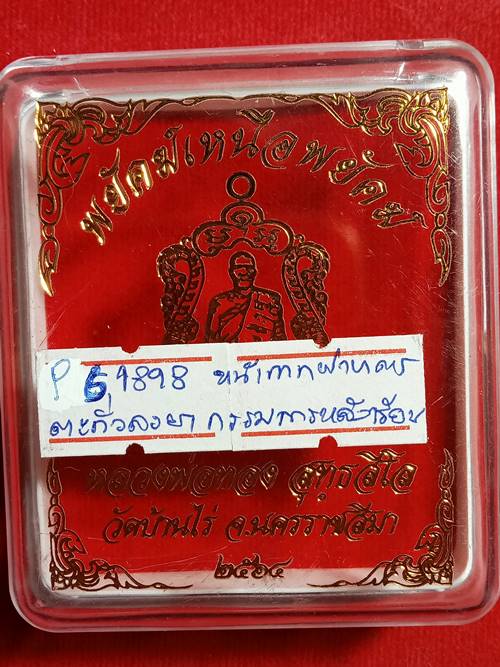 พยัคฆ์เหนือพยัคฆ์
P 61898 หน้ากากฝาบาตร
ตะกั่วลงยา กรรมการหลังร้อน
หลวงพ่อทอง สุทฺธสีโล
วัดบ้านไร่ จ.นครราชสีมา
๒๕๖๔